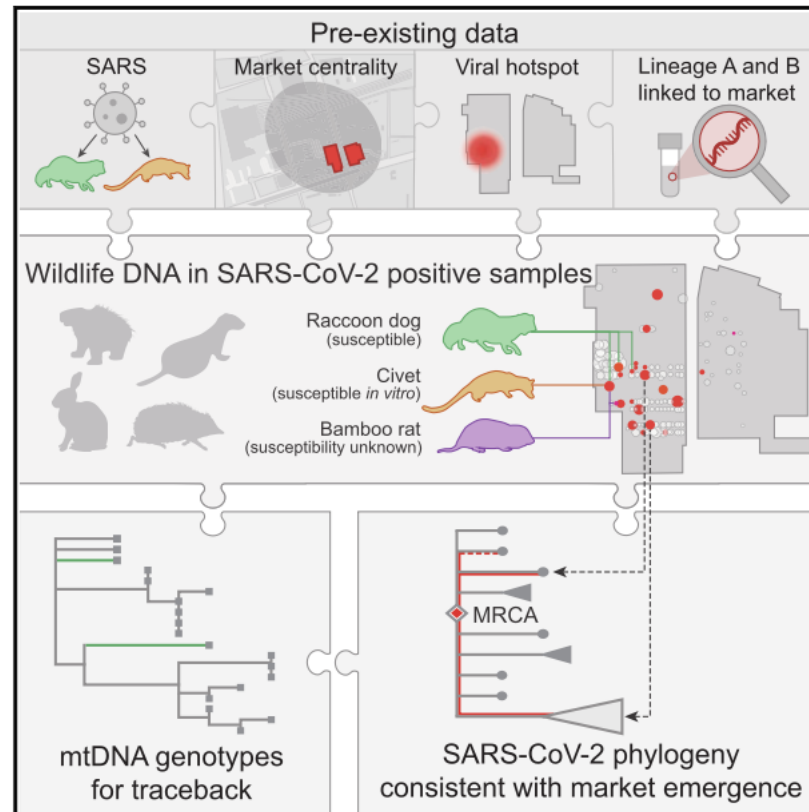 Pre-existing data
SARS
Market centrality
Viral hotspot
Lineage A and B
linked to market
Wildlife DNA in SARS-CoV-2 positive samples
Raccoon dog
(susceptible)
Civet
(susceptible in vitro)
Bamboo rat
(susceptibility unknown)
mtDNA genotypes
for traceback
MRCA
SARS-CoV-2 phylogeny
consistent with market emergence